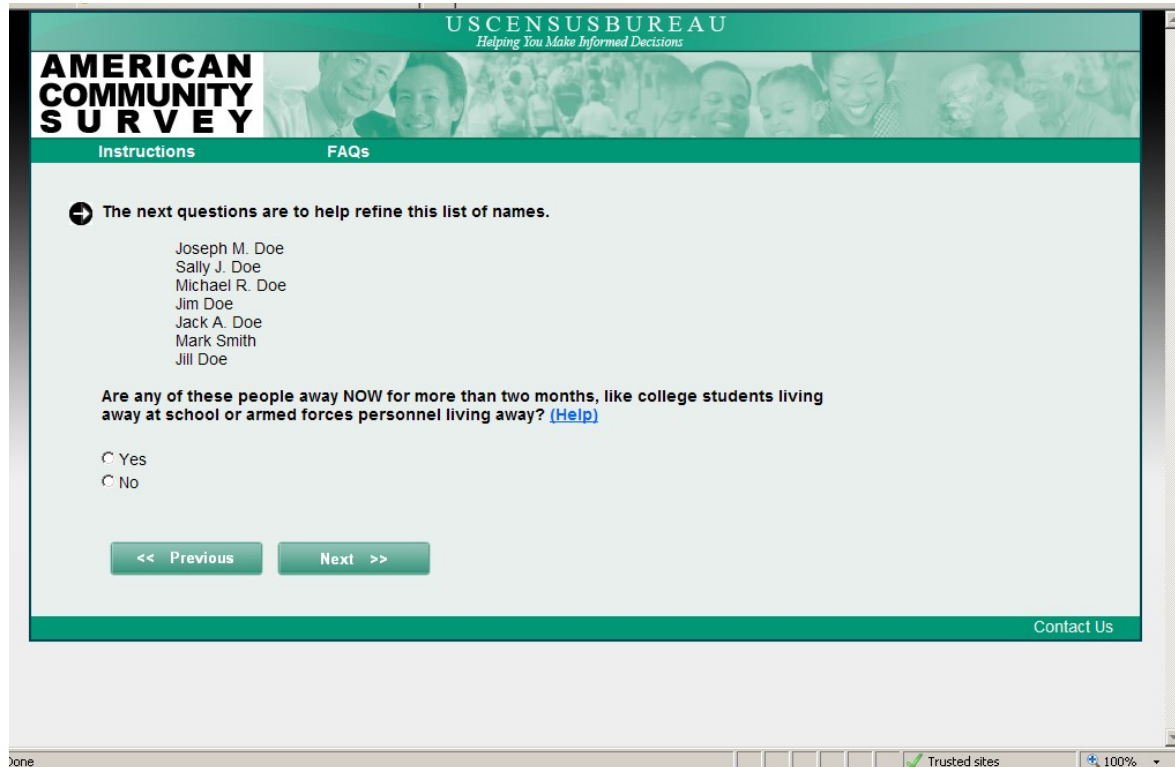 USCENSUSBUREAU
Helping You Make Informed Decisions
AMERICAN
COMMUNITY
SURVEY
Instructions FAQs
The next questions are to help refine this list of names.
Joseph M. Doe
Sally J. Doe
Michael R. Doe
Jim Doe
Jack A. Doe
Mark Smith
Jill Doe
Are any of these people away NOW for more than two months, like college students living
away at school or armed forces personnel living away? (Help)
Yes
No
<< Previous Next >>
Contact Us
Done Trusted sites 100%